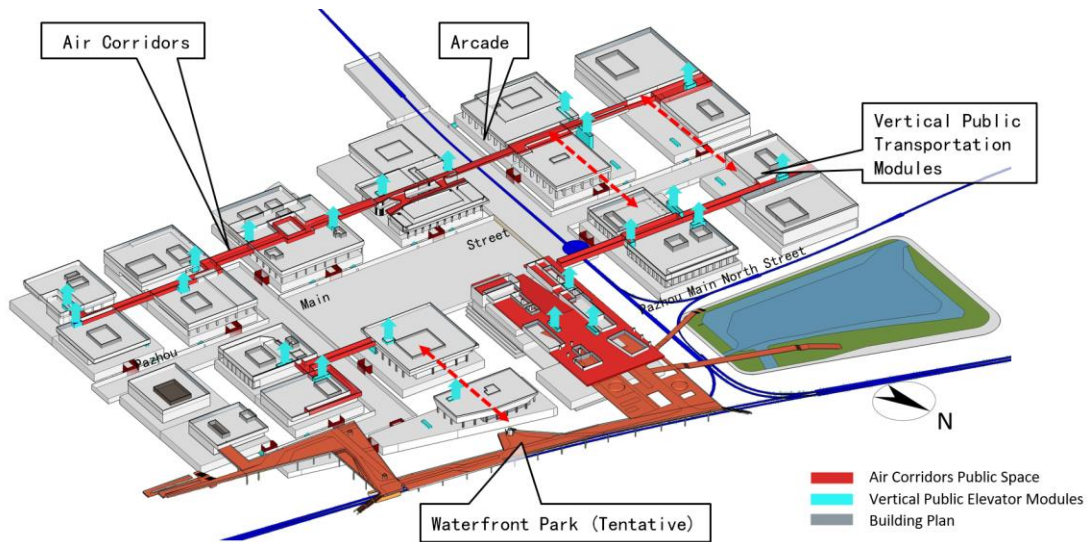 Air Corridors
Arcade
Vertical Public
Transportation
Modules
Street
Main
Pazhou
Pazhou Main North Street
N
Waterfront Park (Tentative)
Air Corridors Public Space
Vertical Public Elevator Modules
Building Plan